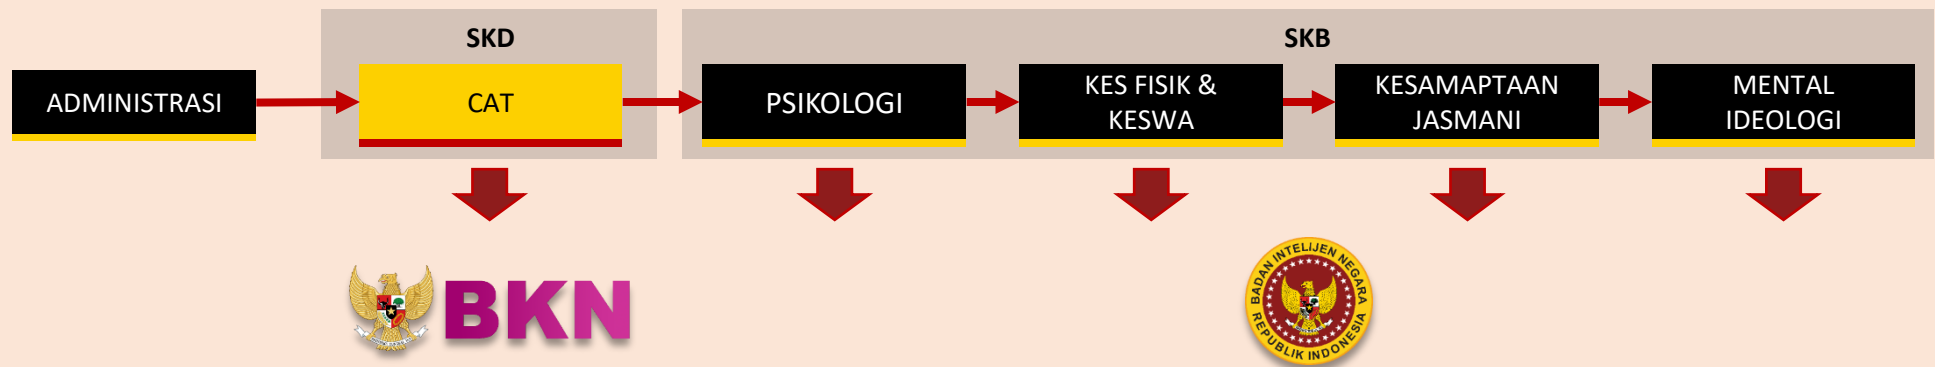 SKD
SKB
ADMINISTRASI
CAT
PSIKOLOGI
KES FISIK &
KESWA
KESAMAPTAAN
JASMANI
MENTAL
IDEOLOGI
BKN
BADAN INTELIJEN NEGARA
REPUBLIK INDONESIA